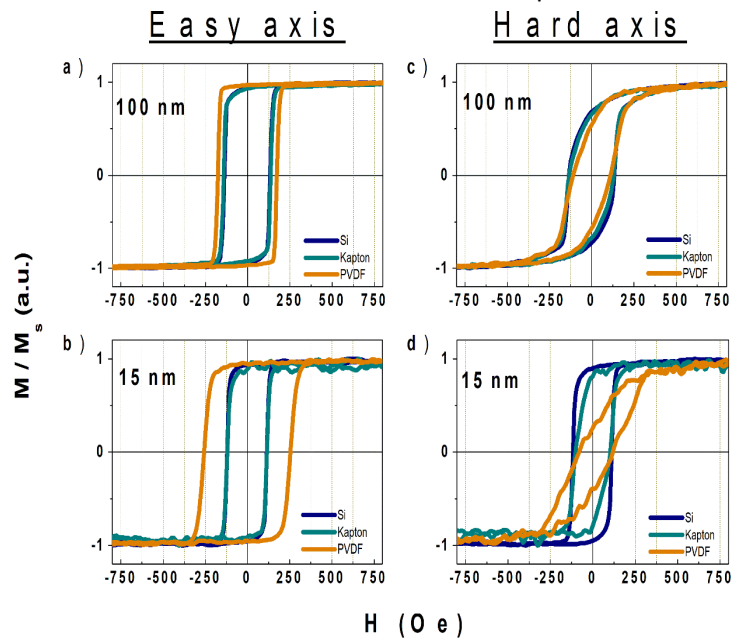 Easy axis
Hard axis
a)
c)
100 nm
100 nm
1
0
-1
Si
Kapton
PVDF
-750 -500 -250 0 250 500 750
1
0
-1
Si
Kapton
PVDF
-750 -500 -250 0 250 500 750
M / Ms (a.u.)
b)
d)
15 nm
15 nm
1
0
-1
Si
Kapton
PVDF
-750 -500 -250 0 250 500 750
1
0
-1
Si
Kapton
PVDF
-750 -500 -250 0 250 500 750
H (Oe)